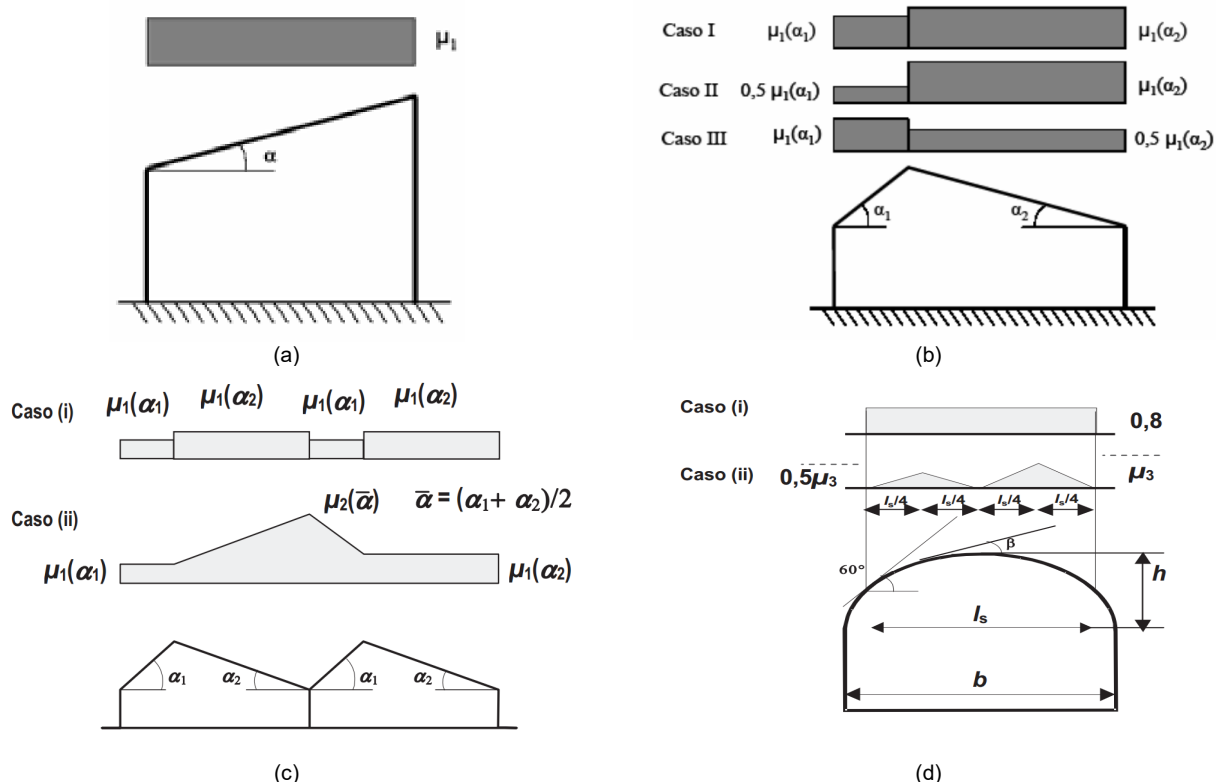 μ₁
α
(a)
Caso I μ₁(α₁) μ₁(α₂)
Caso II 0,5 μ₁(α₁) μ₁(α₂)
Caso III μ₁(α₁) 0,5 μ₁(α₂)
α₁ α₂
(b)
Caso (i) μ₁(α₁) μ₁(α₂) μ₁(α₁) μ₁(α₂)
Caso (ii) μ₂(ᾱ) ᾱ = (α₁+ α₂)/2
μ₁(α₁) μ₁(α₂)
α₁ α₂ α₁ α₂
(c)
Caso (i) 0,8
Caso (ii) 0,5μ₃ μ₃
lₛ/4 lₛ/4 lₛ/4 lₛ/4
β
60°
h
lₛ
b
(d)